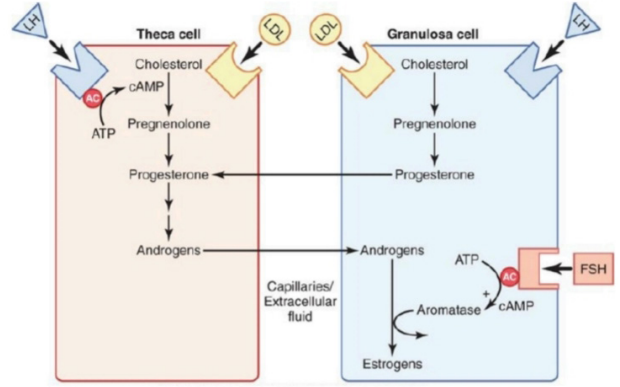 LH
LDL
Theca cell
LDL
Granulosa cell
LH
Cholesterol
cAMP
AC
ATP
Pregnenolone
Progesterone
Androgens
Cholesterol
Pregnenolone
Progesterone
Androgens
ATP
AC
FSH
+
cAMP
Aromatase
Estrogens
Capillaries/
Extracellular
fluid